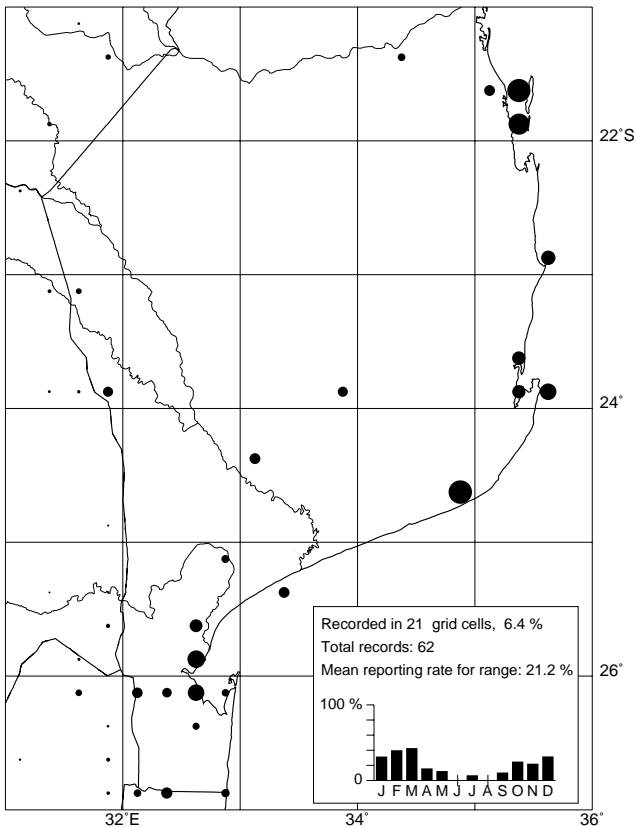 22˚S
24˚
Recorded in 21 grid cells, 6.4 %
Total records: 62
Mean reporting rate for range: 21.2 %
26˚
100 %
0
J F M A M J J A S O N D
32˚E
34˚
36˚